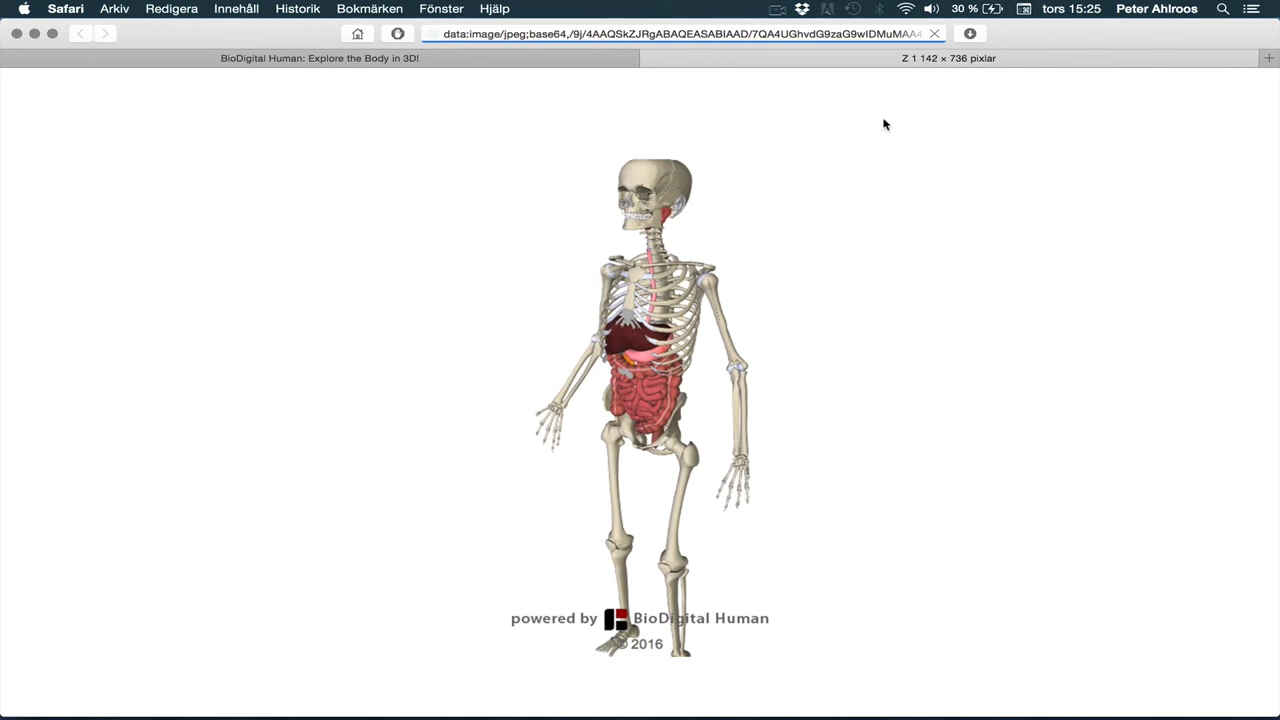 Safari Arkiv Redigera Innehåll Historik Bokmärken Fönster Hjälp 30 % tors 15:25 Peter Ahlroos
data:image/jpeg;base64,/9j/4AAQSkZJRgABAQEASABIAAD/7QA4UGhvdG9zaG9wIDMuMAA4
BioDigital Human: Explore the Body in 3D! Z 1 142 × 736 pixlar
powered by BioDigital Human
© 2016